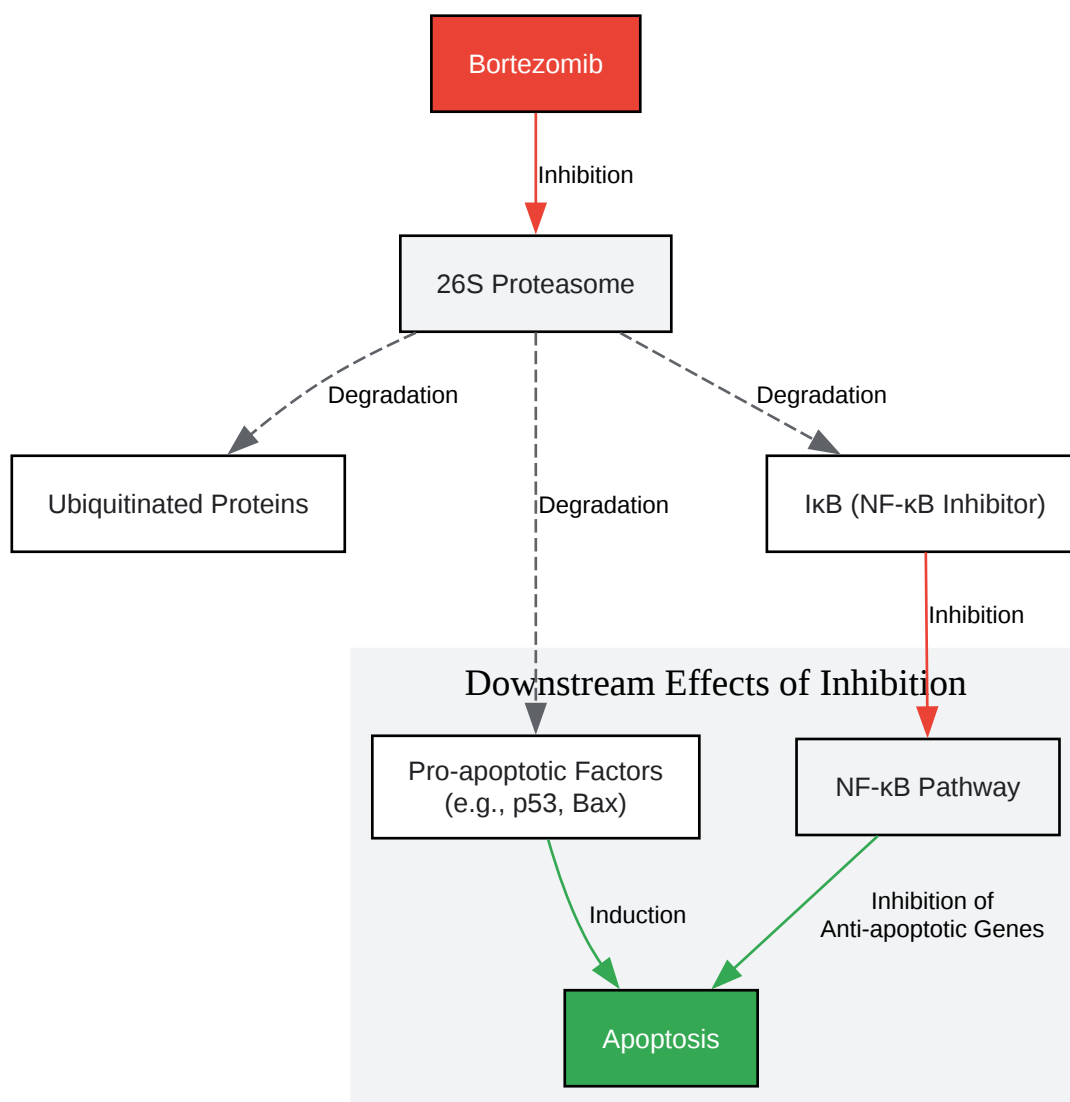 Bortezomib
Inhibition
26S Proteasome
Degradation
Degradation
Degradation
Ubiquitinated Proteins
IκB (NF-κB Inhibitor)
Inhibition
Downstream Effects of Inhibition
Pro-apoptotic Factors
(e.g., p53, Bax)
NF-κB Pathway
Induction
Inhibition of
Anti-apoptotic Genes
Apoptosis